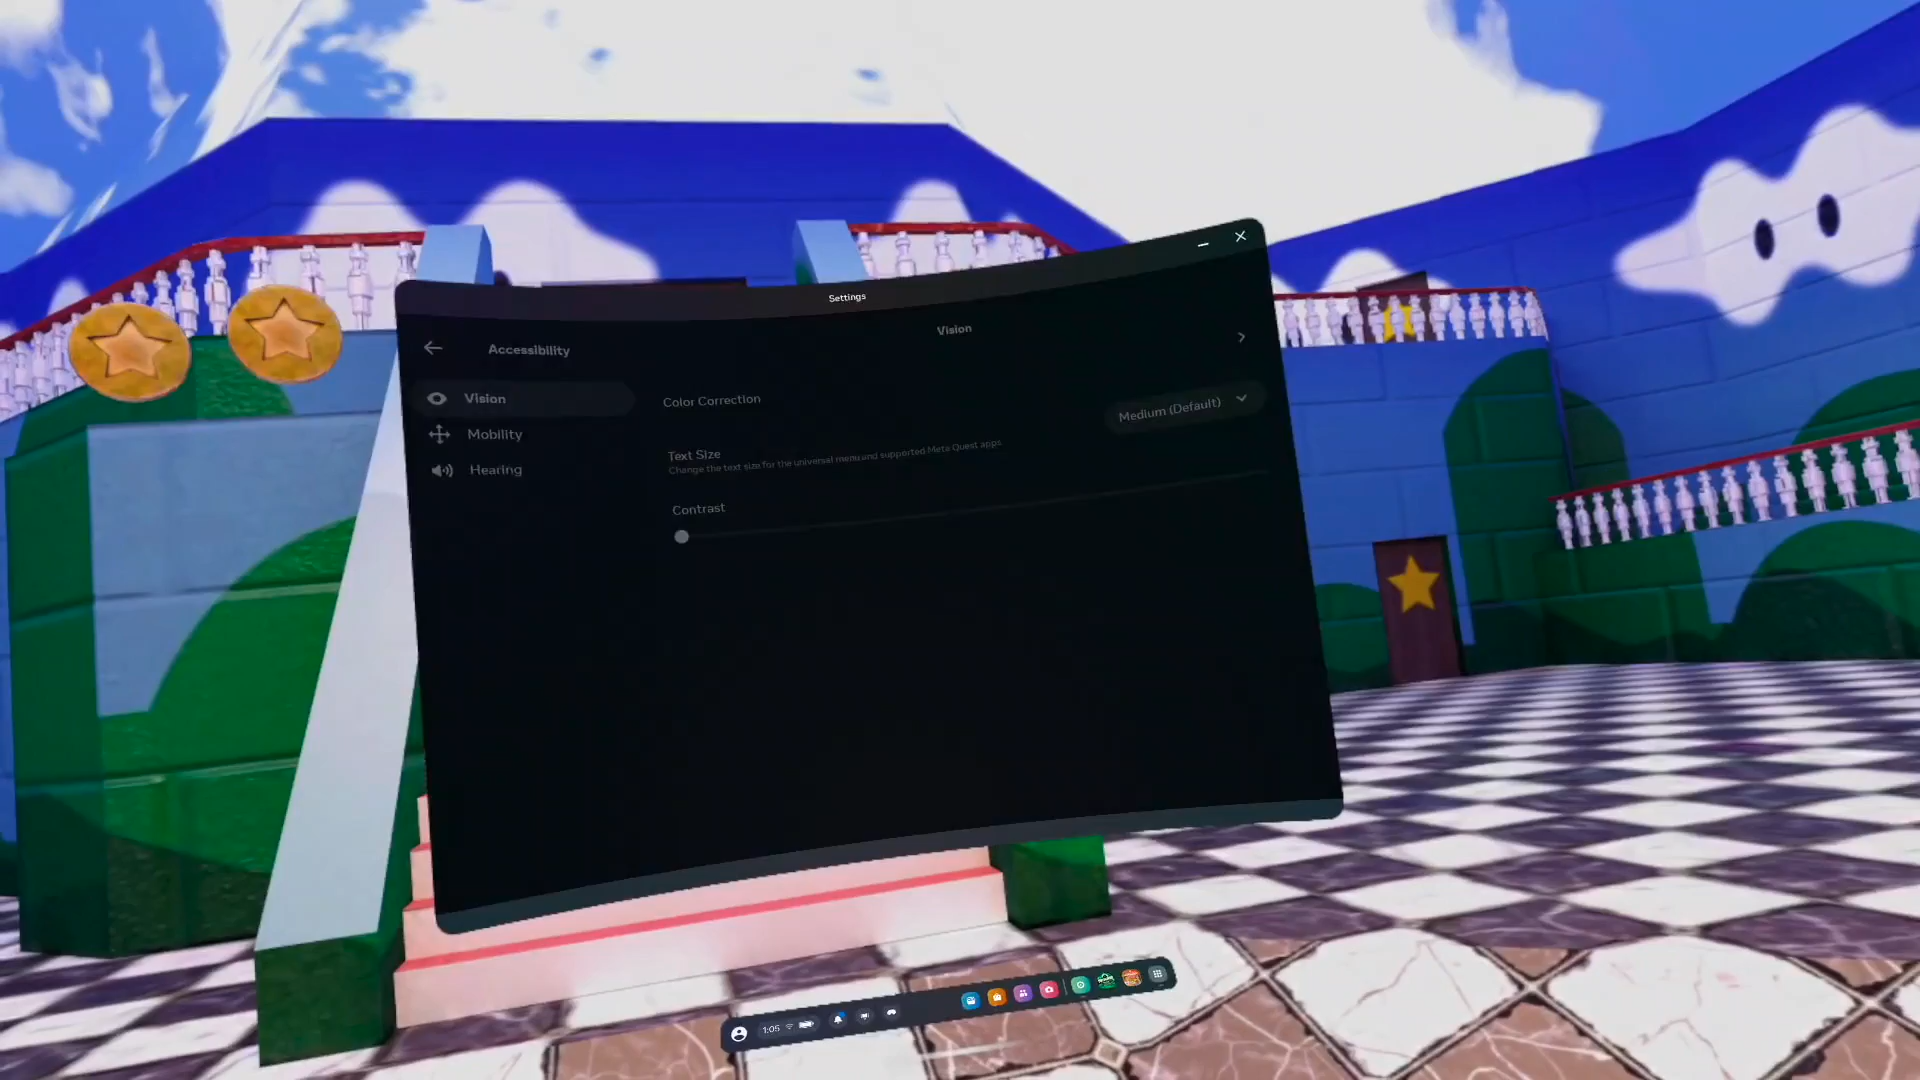 Settings
Accessibility
Vision
Mobility
Hearing
Vision
Color Correction
Medium (Default)
Text Size
Change the text size for the universal menu and supported Meta Quest apps
Contrast
1:05